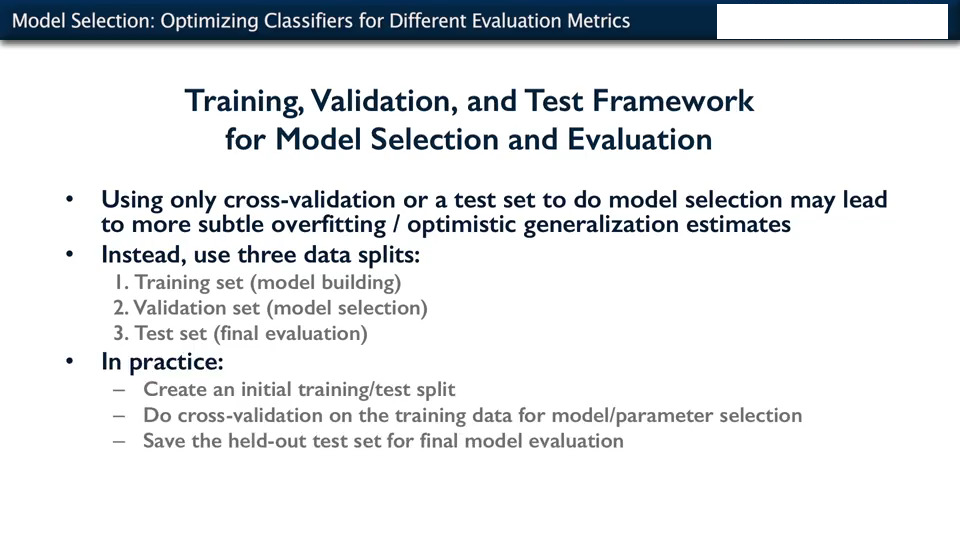 Model Selection: Optimizing Classifiers for Different Evaluation Metrics
Training, Validation, and Test Framework
for Model Selection and Evaluation
• Using only cross-validation or a test set to do model selection may lead
to more subtle overfitting / optimistic generalization estimates
• Instead, use three data splits:
1. Training set (model building)
2. Validation set (model selection)
3. Test set (final evaluation)
• In practice:
– Create an initial training/test split
– Do cross-validation on the training data for model/parameter selection
– Save the held-out test set for final model evaluation